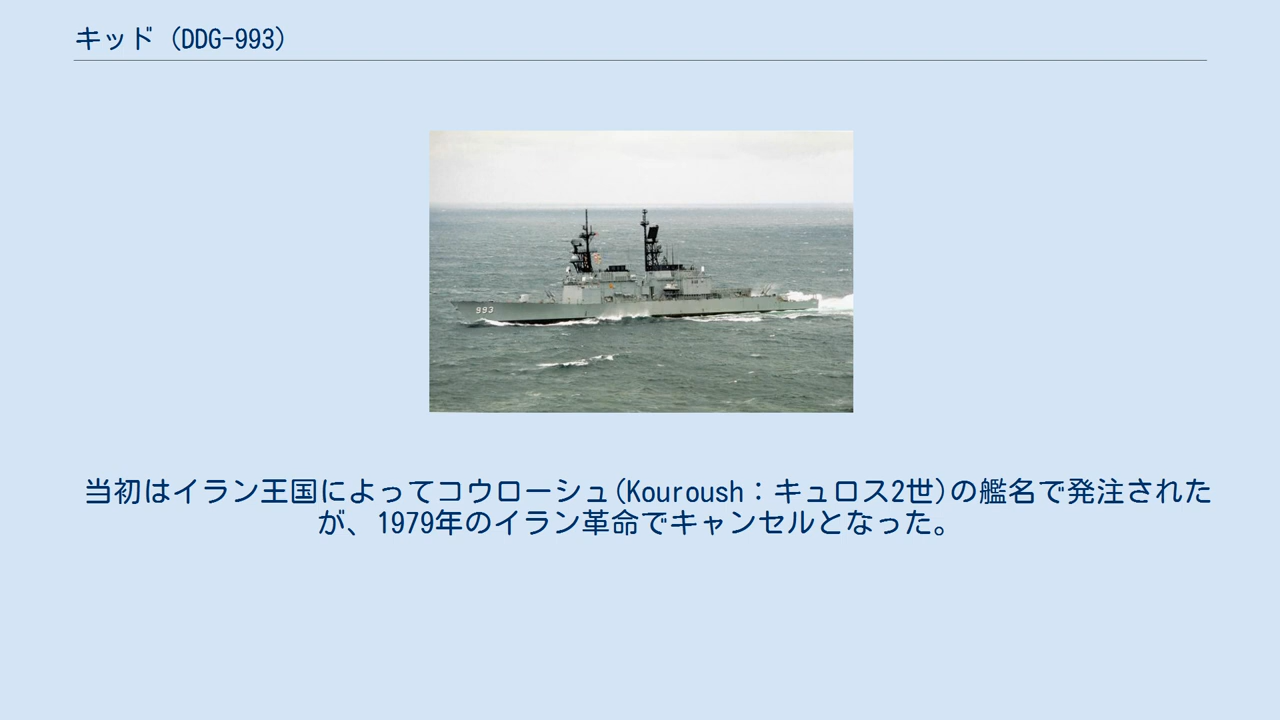 キッド（DDG-993）
993
当初はイラン王国によってコウローシュ(Kouroush：キュロス2世)の艦名で発注された
が、1979年のイラン革命でキャンセルとなった。